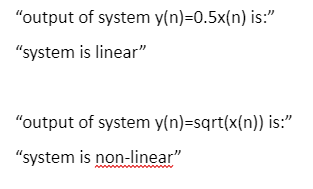 “output of system y(n)=0.5x(n) is:”
“system is linear”
“output of system y(n)=sqrt(x(n)) is:”
“system is non-linear”